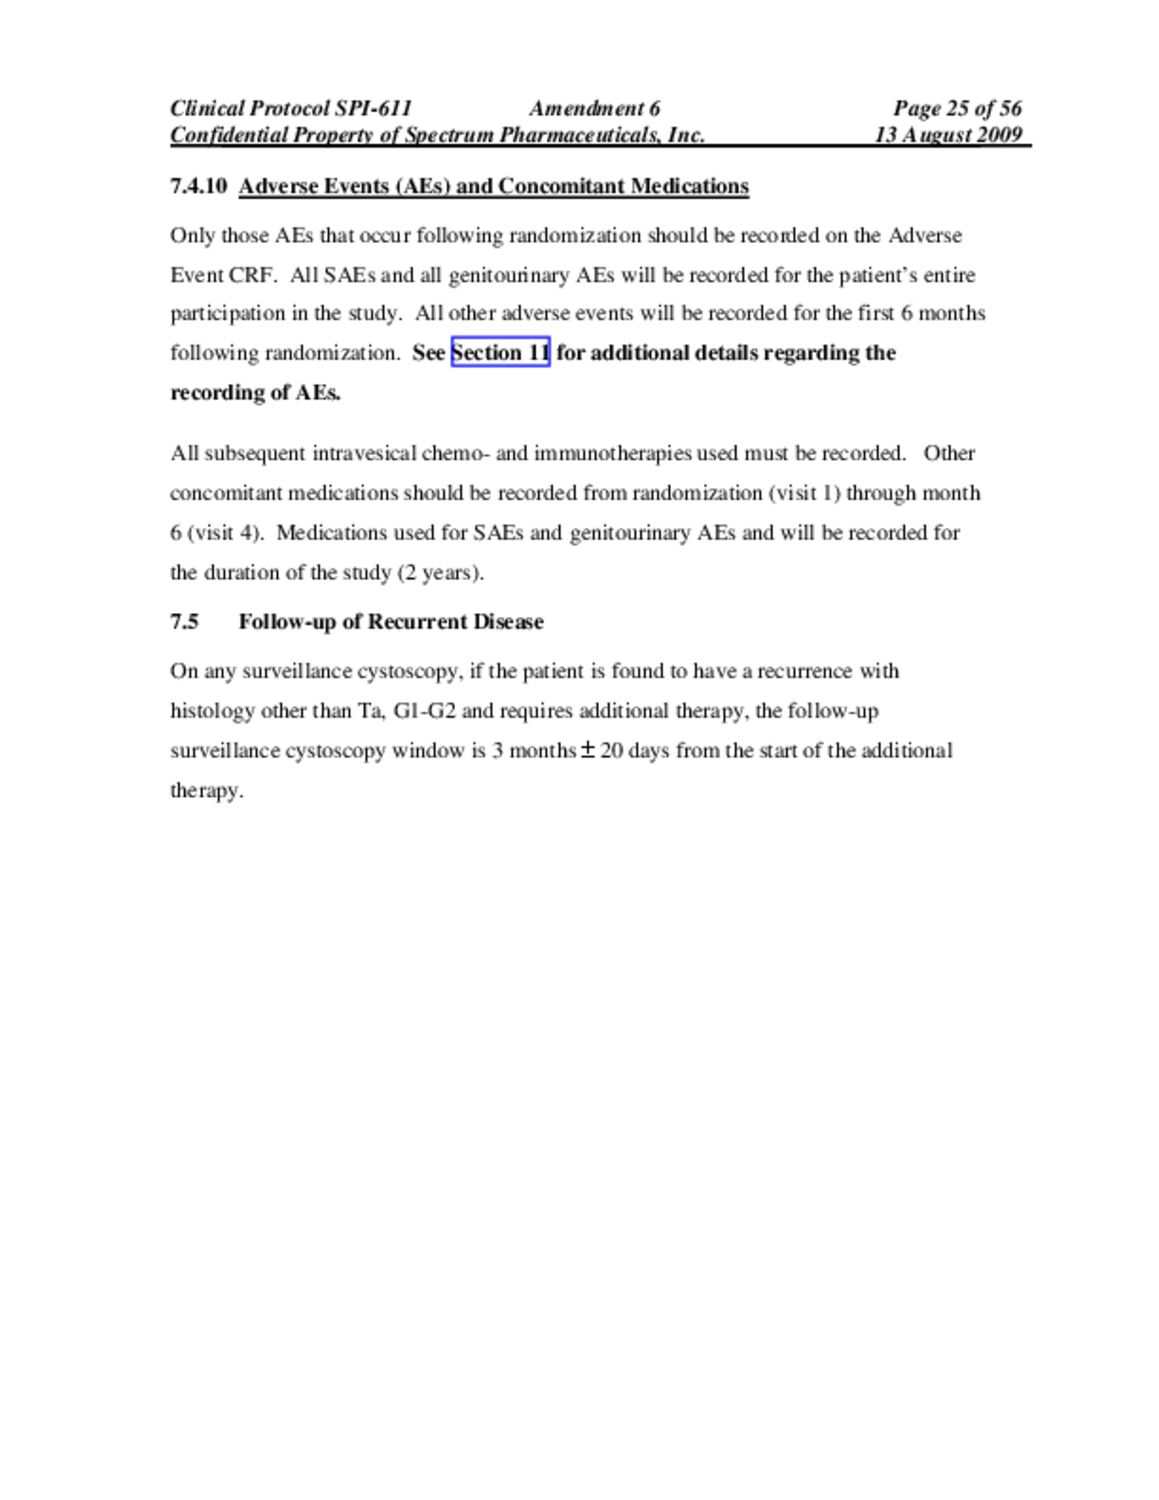 Clinical Protocol SPI-611 Amendment 6 Page 25 of 56
Confidential Property of Spectrum Pharmaceuticals, Inc. 13 August 2009
7.4.10 Adverse Events (AEs) and Concomitant Medications
Only those AEs that occur following randomization should be recorded on the Adverse
Event CRF. All SAEs and all genitourinary AEs will be recorded for the patient's entire
participation in the study. All other adverse events will be recorded for the first 6 months
following randomization. See Section 11 for additional details regarding the
recording of AEs.
All subsequent intravesical chemo- and immunotherapies used must be recorded. Other
concomitant medications should be recorded from randomization (visit 1) through month
6 (visit 4). Medications used for SAEs and genitourinary AEs and will be recorded for
the duration of the study (2 years).
7.5 Follow-up of Recurrent Disease
On any surveillance cystoscopy, if the patient is found to have a recurrence with
histology other than Ta, G1-G2 and requires additional therapy, the follow-up
surveillance cystoscopy window is 3 months ± 20 days from the start of the additional
therapy.